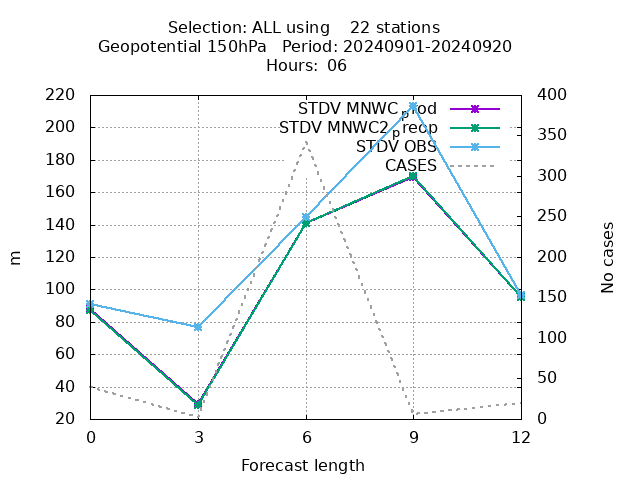 Selection: ALL using    22 stations
Geopotential 150hPa   Period: 20240901-20240920
Hours:  06
220
200
180
160
140
120
100
80
60
40
20
m
STDV MNWCprod
STDV MNWC2preop
STDV OBS
CASES
400
350
300
250
200
150
100
50
0
No cases
0 3 6 9 12
Forecast length